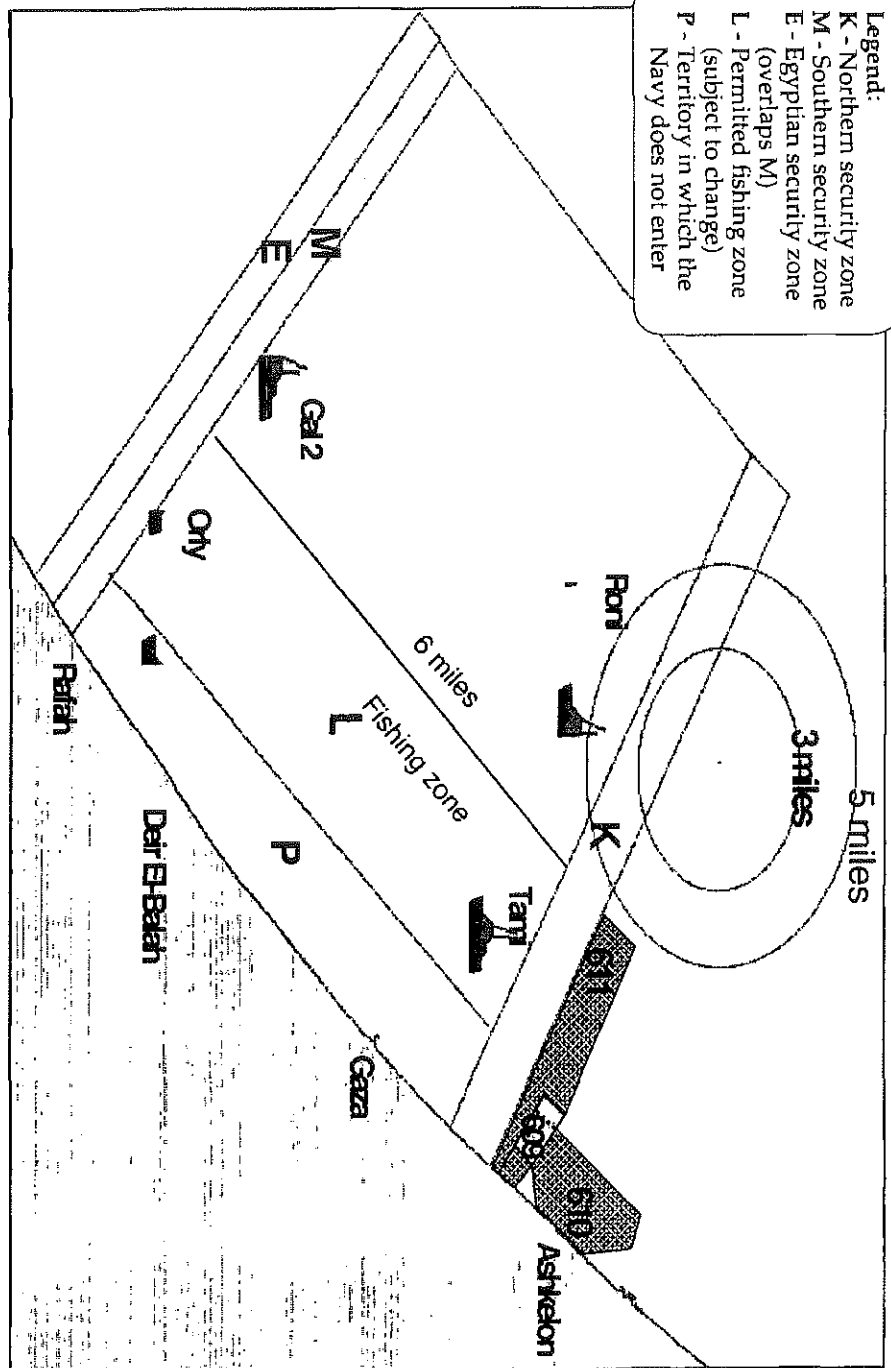 Legend:
K - Northern security zone
M - Southern security zone
E - Egyptian security zone
(overlaps M)
L - Permitted fishing zone
(subject to change)
P - Territory in which the
Navy does not enter
5 miles
3 miles
Roni
K
611
609
610
Ashkelon
M
E
Gal 2
Orly
6 miles
Fishing zone
L
Tami
P
Rafah
Deir El-Balah
Gaza